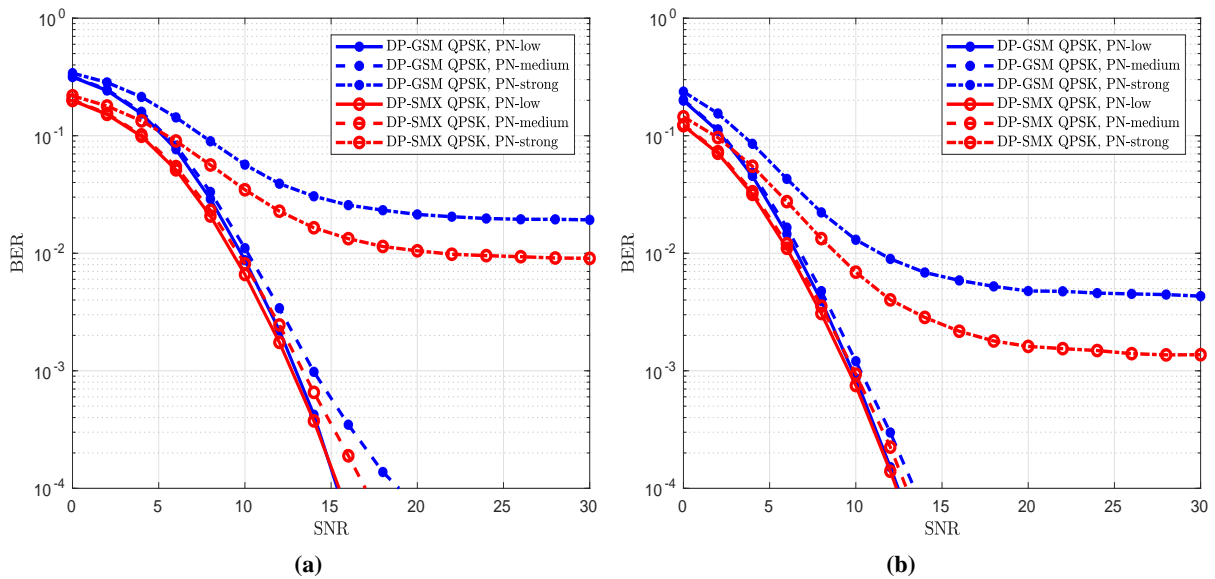 10^0
10^-1
10^-2
10^-3
10^-4
BER
0 5 10 15 20 25 30
SNR
DP-GSM QPSK, PN-low
DP-GSM QPSK, PN-medium
DP-GSM QPSK, PN-strong
DP-SMX QPSK, PN-low
DP-SMX QPSK, PN-medium
DP-SMX QPSK, PN-strong
(a)
10^0
10^-1
10^-2
10^-3
10^-4
BER
0 5 10 15 20 25 30
SNR
DP-GSM QPSK, PN-low
DP-GSM QPSK, PN-medium
DP-GSM QPSK, PN-strong
DP-SMX QPSK, PN-low
DP-SMX QPSK, PN-medium
DP-SMX QPSK, PN-strong
(b)